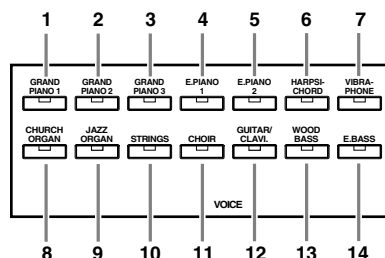 1 2 3 4 5 6 7
GRAND PIANO 1
GRAND PIANO 2
GRAND PIANO 3
E.PIANO 1
E.PIANO 2
HARPSI-CHORD
VIBRA-PHONE
CHURCH ORGAN
JAZZ ORGAN
STRINGS
CHOIR
GUITAR/ CLAVI.
WOOD BASS
E.BASS
VOICE
8 9 10 11 12 13 14